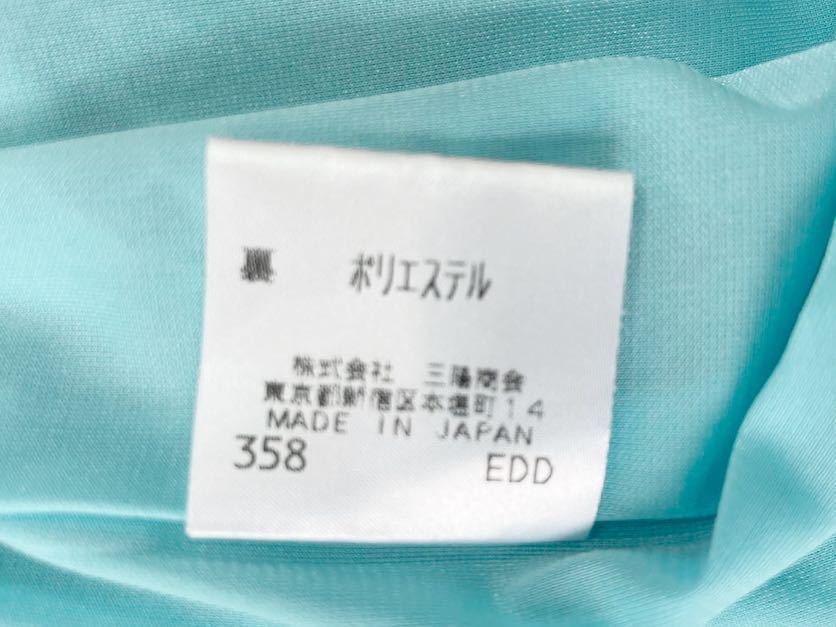 裏 ポリエステル
株式会社 三陽商会
東京都新宿区本塩町14
MADE IN JAPAN
358 EDD